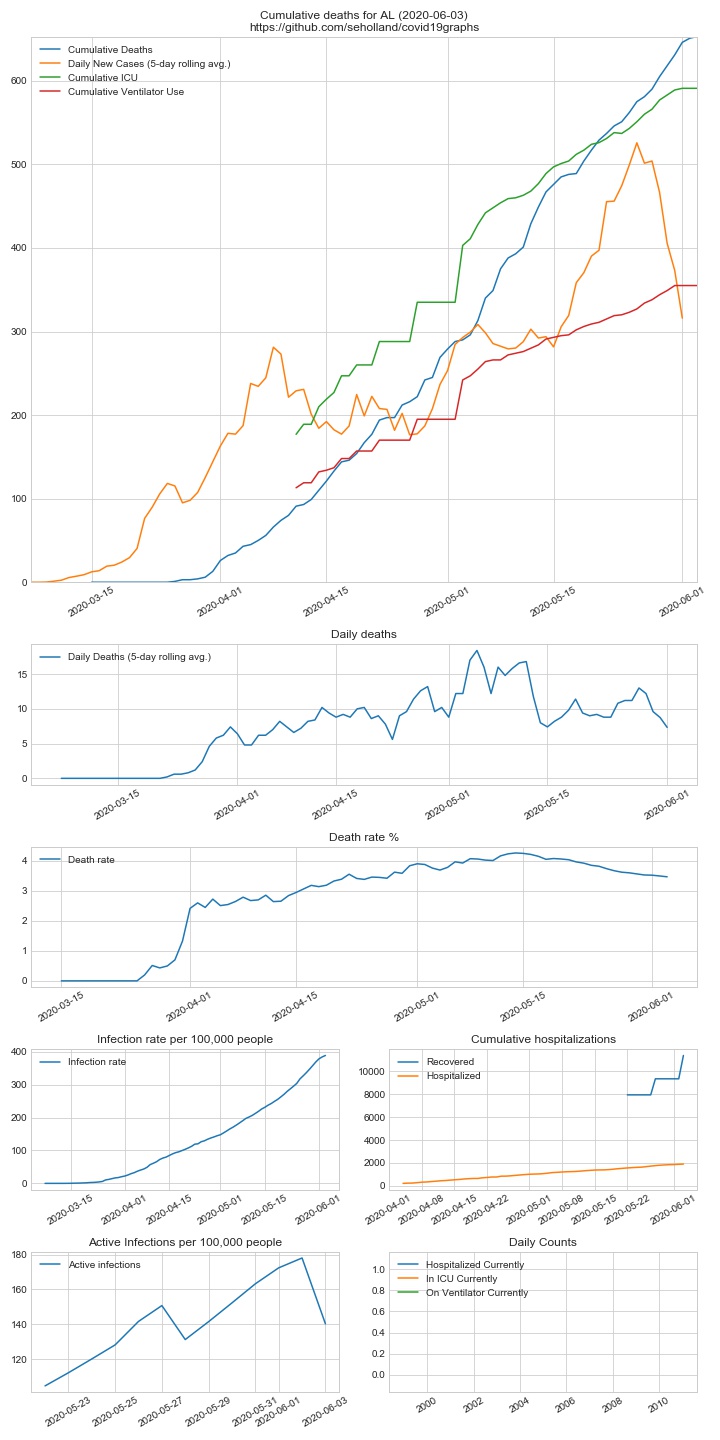 Cumulative deaths for AL (2020-06-03)
https://github.com/seholland/covid19graphs
Cumulative Deaths
Daily New Cases (5-day rolling avg.)
Cumulative ICU
Cumulative Ventilator Use
600
500
400
300
200
100
0
2020-03-15 2020-04-01 2020-04-15 2020-05-01 2020-05-15 2020-06-01
Daily deaths
Daily Deaths (5-day rolling avg.)
15
10
5
0
2020-03-15 2020-04-01 2020-04-15 2020-05-01 2020-05-15 2020-06-01
Death rate %
Death rate
4
3
2
1
0
2020-03-15 2020-04-01 2020-04-15 2020-05-01 2020-05-15 2020-06-01
Infection rate per 100,000 people
Infection rate
400
300
200
100
0
2020-03-15 2020-04-01 2020-04-15 2020-05-01 2020-05-15 2020-06-01
Cumulative hospitalizations
Recovered
Hospitalized
10000
8000
6000
4000
2000
0
2020-04-01 2020-04-08 2020-04-15 2020-04-22 2020-05-01 2020-05-08 2020-05-15 2020-05-22 2020-06-01
Active Infections per 100,000 people
Active infections
180
160
140
120
2020-05-23 2020-05-25 2020-05-27 2020-05-29 2020-05-31 2020-06-01 2020-06-03
Daily Counts
Hospitalized Currently
In ICU Currently
On Ventilator Currently
1.0
0.8
0.6
0.4
0.2
0.0
2000 2002 2004 2006 2008 2010